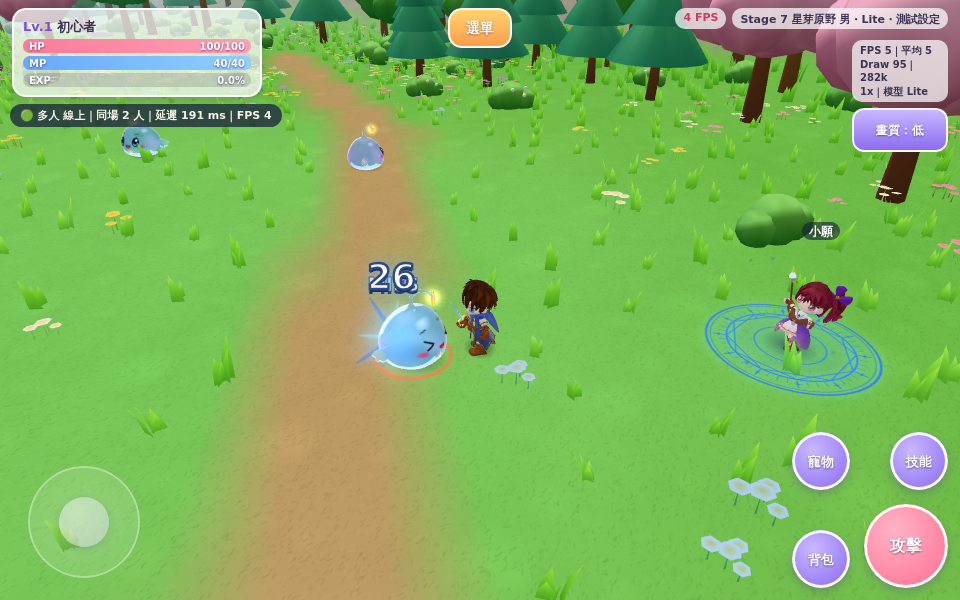 Lv.1 初心者
HP 100/100
MP 40/40
EXP 0.0%
多人 線上｜同場 2 人｜延遲 191 ms｜FPS 4
選單
4 FPS
Stage 7 星芽原野 男・Lite・測試設定
FPS 5｜平均 5
Draw 95｜
282k
1x｜模型 Lite
畫質：低
小願
26
寵物
技能
背包
攻擊